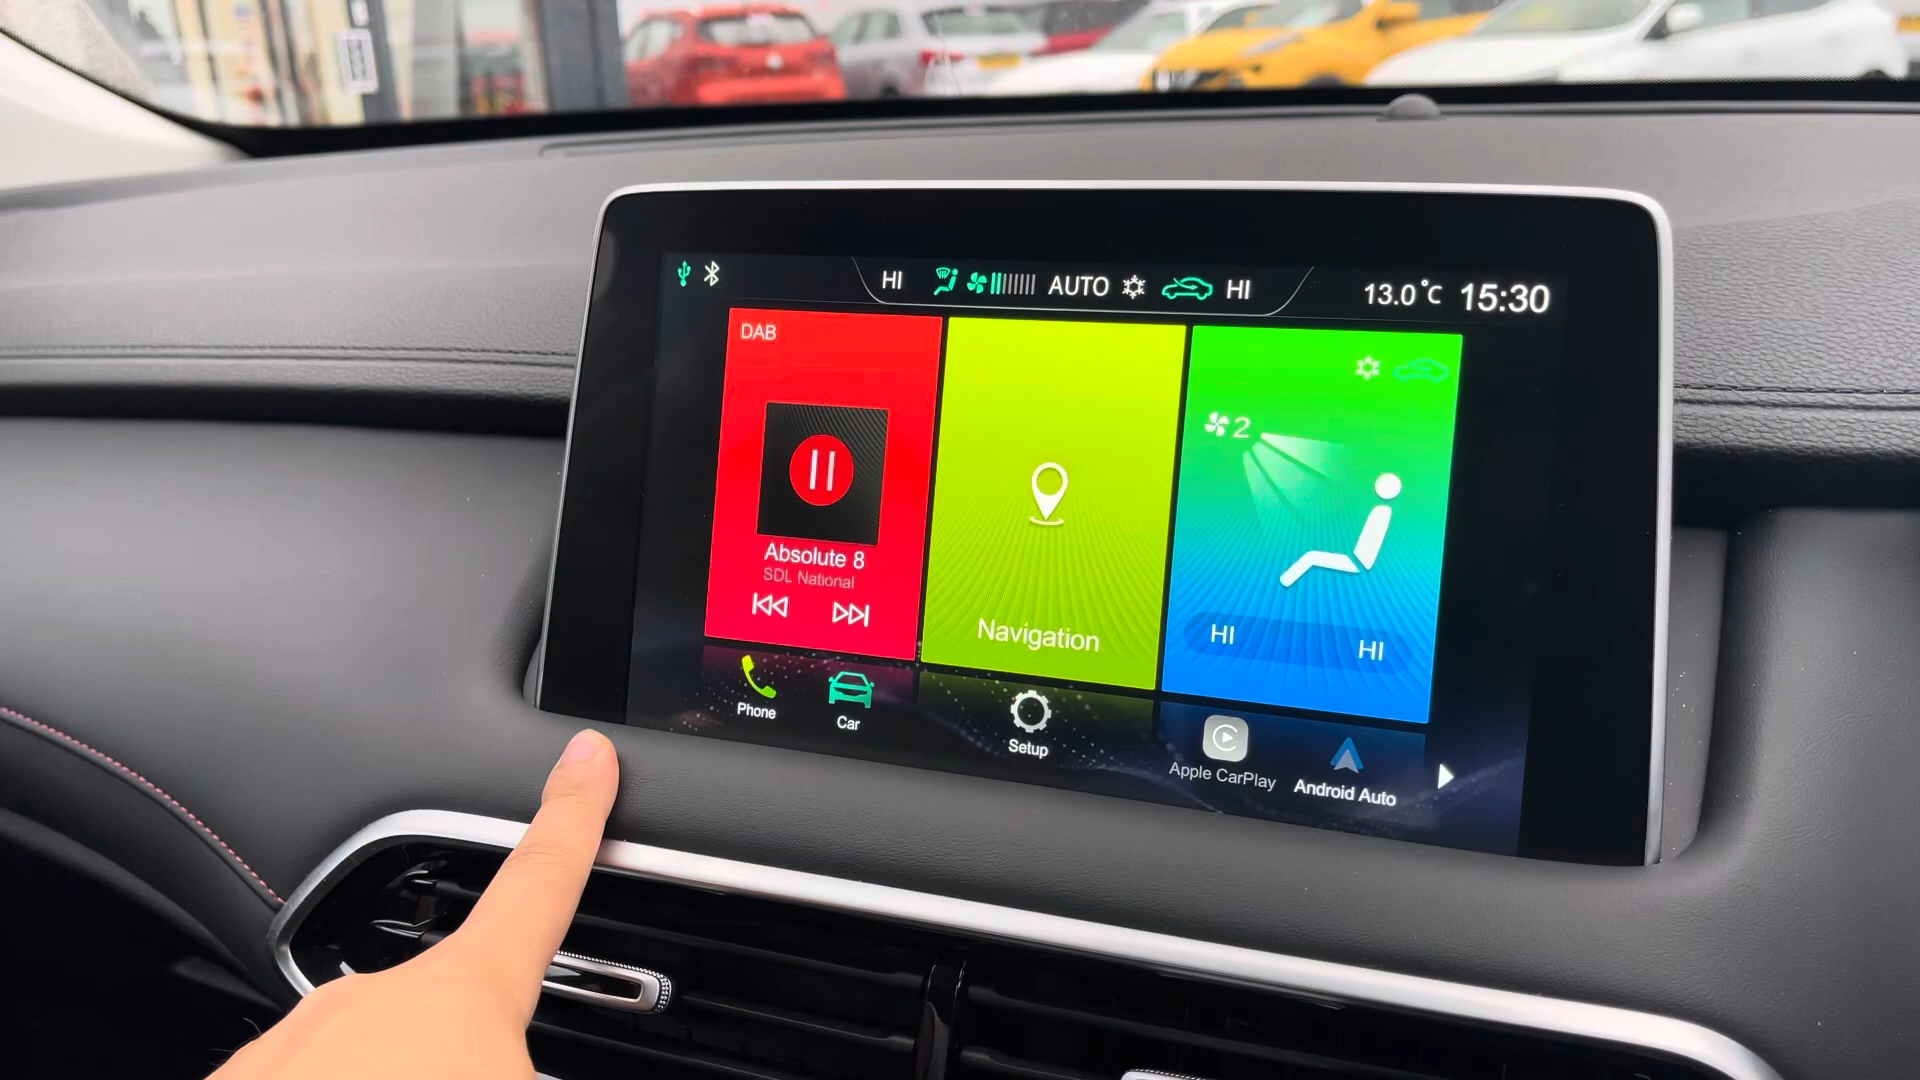 HI AUTO HI 13.0°C 15:30
DAB
2
Absolute 8
SDL National
Navigation
HI HI
Phone Car Setup Apple CarPlay Android Auto